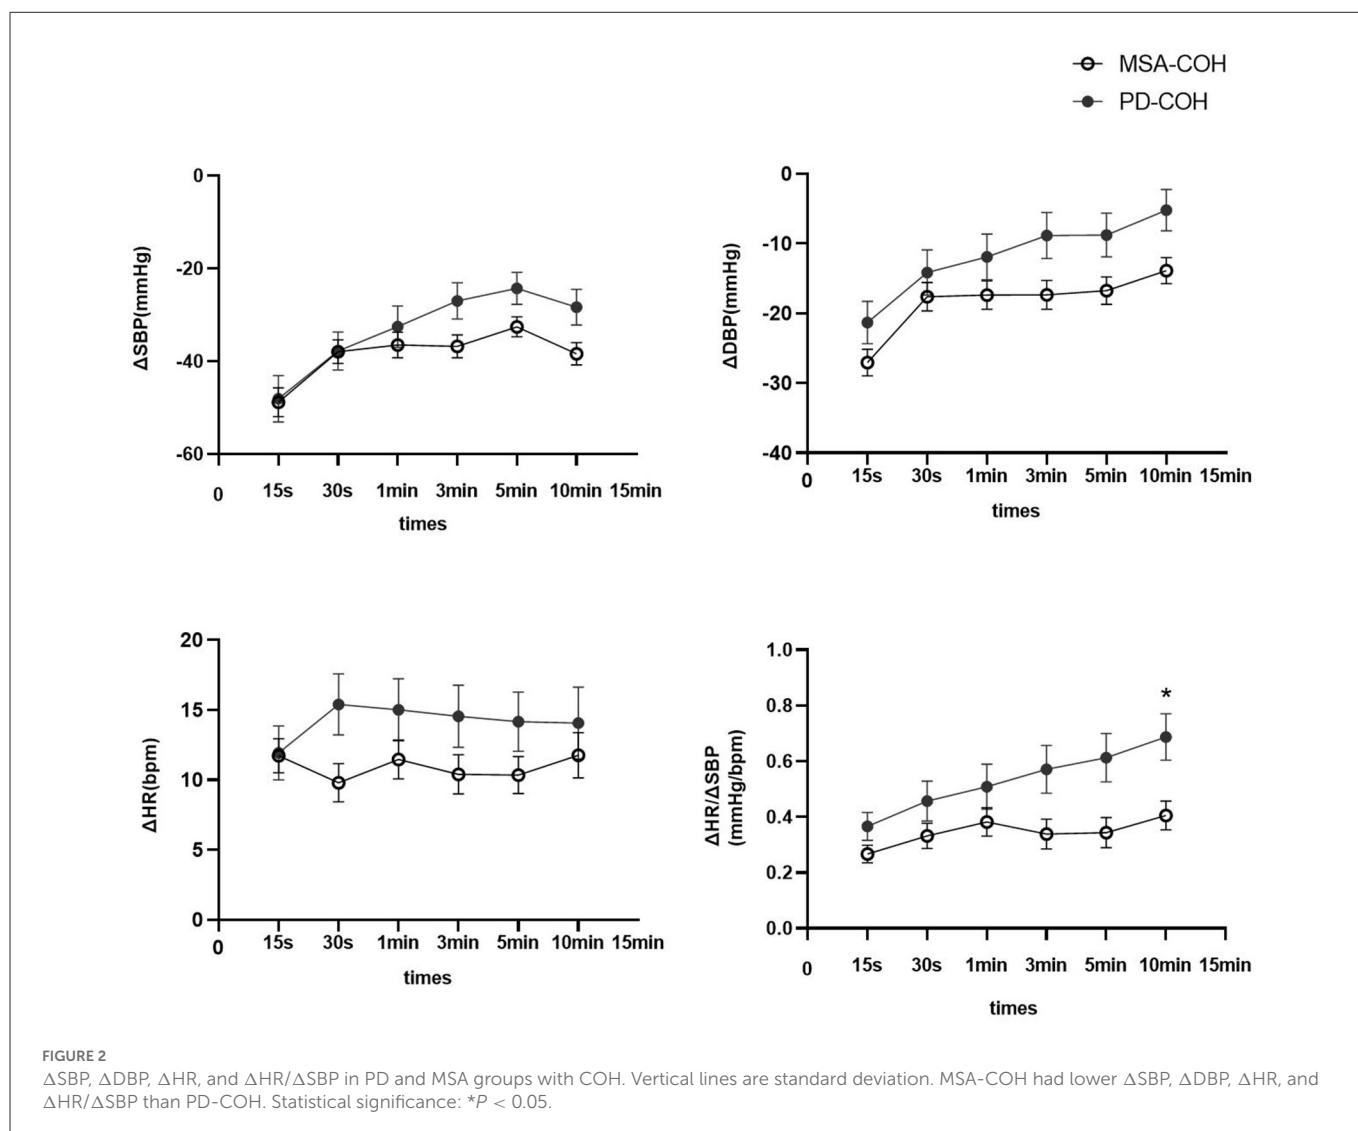 MSA-COH
PD-COH
0
-20
-40
-60
ΔSBP(mmHg)
0
15s
30s
1min
3min
5min
10min
15min
times
0
-10
-20
-30
-40
ΔDBP(mmHg)
0
15s
30s
1min
3min
5min
10min
15min
times
20
15
10
5
0
ΔHR(bpm)
0
15s
30s
1min
3min
5min
10min
15min
times
1.0
0.8
0.6
0.4
0.2
0.0
ΔHR/ΔSBP
(mmHg/bpm)
*
0
15s
30s
1min
3min
5min
10min
15min
times
FIGURE 2
ΔSBP, ΔDBP, ΔHR, and ΔHR/ΔSBP in PD and MSA groups with COH. Vertical lines are standard deviation. MSA-COH had lower ΔSBP, ΔDBP, ΔHR, and
ΔHR/ΔSBP than PD-COH. Statistical significance: *P < 0.05.